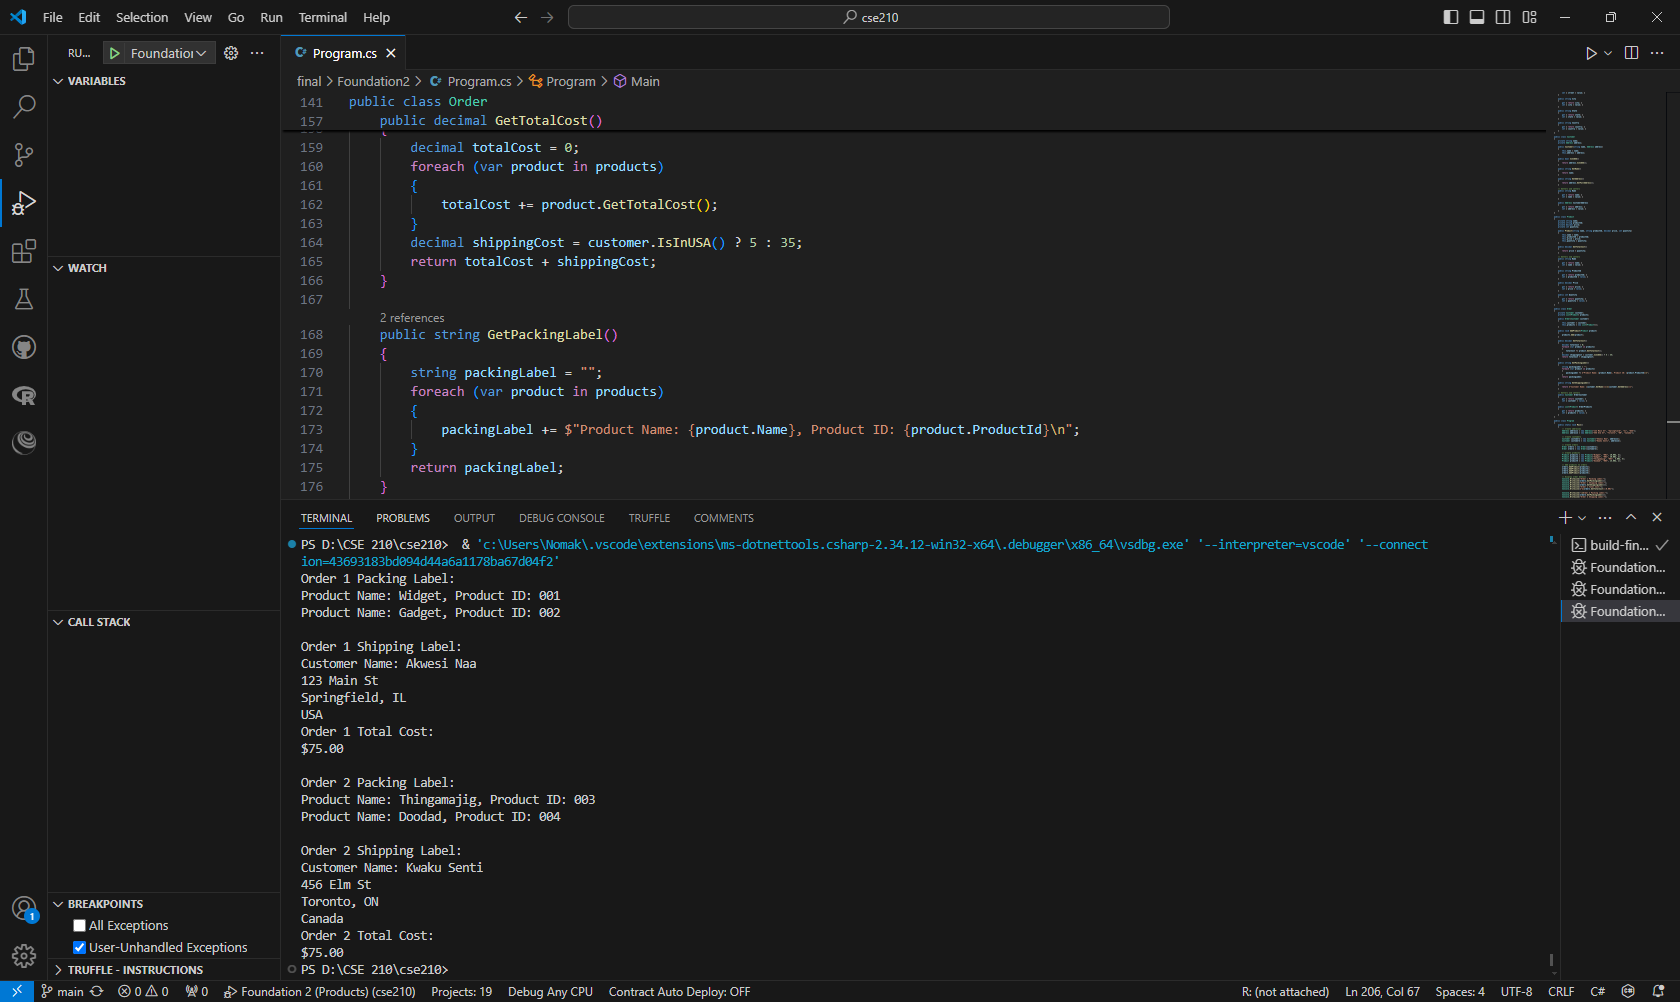 File Edit Selection View Go Run Terminal Help
cse210
RU... Foundation
Program.cs
final > Foundation2 > Program.cs > Program > Main
VARIABLES
WATCH
CALL STACK
BREAKPOINTS
All Exceptions
User-Unhandled Exceptions
TRUFFLE - INSTRUCTIONS
141 public class Order
157 public decimal GetTotalCost()
{
159 decimal totalCost = 0;
160 foreach (var product in products)
161 {
162 totalCost += product.GetTotalCost();
163 }
164 decimal shippingCost = customer.IsInUSA() ? 5 : 35;
165 return totalCost + shippingCost;
166 }
167
2 references
168 public string GetPackingLabel()
169 {
170 string packingLabel = "";
171 foreach (var product in products)
172 {
173 packingLabel += $"Product Name: {product.Name}, Product ID: {product.ProductId}\n";
174 }
175 return packingLabel;
176 }
TERMINAL PROBLEMS OUTPUT DEBUG CONSOLE TRUFFLE COMMENTS
PS D:\CSE 210\cse210>  & 'c:\Users\Nomak\.vscode\extensions\ms-dotnettools.csharp-2.34.12-win32-x64\.debugger\x86_64\vsdbg.exe' '--interpreter=vscode' '--connect
ion=43693183bd094d44a6a1178ba67d04f2'
Order 1 Packing Label:
Product Name: Widget, Product ID: 001
Product Name: Gadget, Product ID: 002
Order 1 Shipping Label:
Customer Name: Akwesi Naa
123 Main St
Springfield, IL
USA
Order 1 Total Cost:
$75.00
Order 2 Packing Label:
Product Name: Thingamajig, Product ID: 003
Product Name: Doodad, Product ID: 004
Order 2 Shipping Label:
Customer Name: Kwaku Senti
456 Elm St
Toronto, ON
Canada
Order 2 Total Cost:
$75.00
PS D:\CSE 210\cse210>
build-fin...
Foundation...
Foundation...
Foundation...
1
main 0 0 0 Foundation 2 (Products) (cse210) Projects: 19 Debug Any CPU Contract Auto Deploy: OFF R: (not attached) Ln 206, Col 67 Spaces: 4 UTF-8 CRLF C#